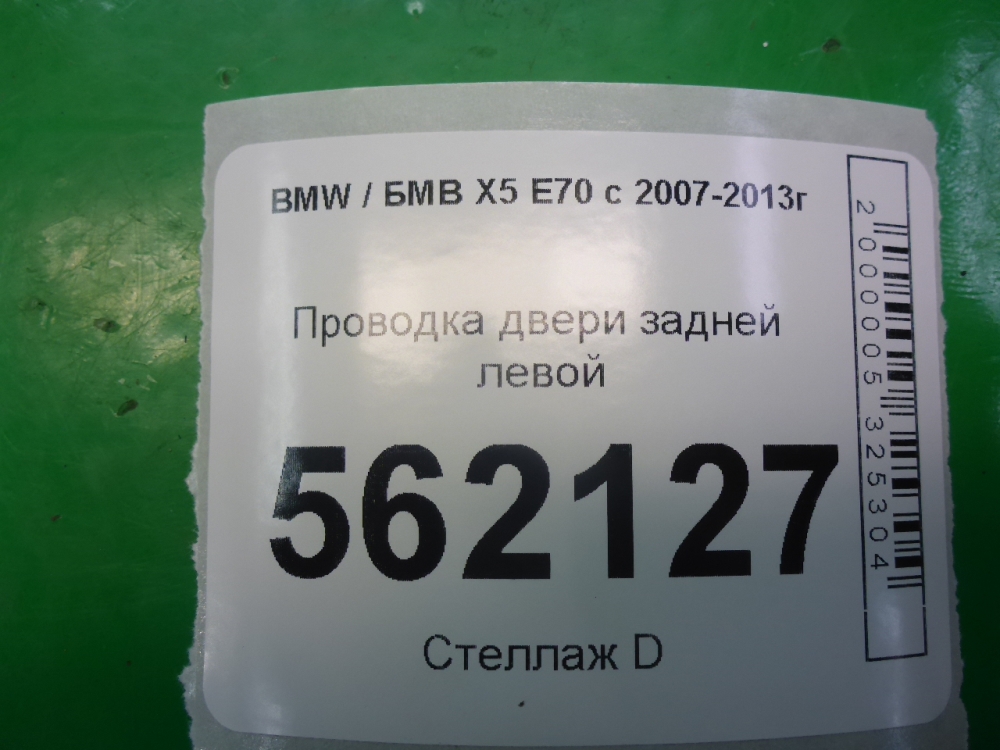 BMW / БМВ X5 E70 с 2007-2013г
Проводка двери задней
левой
562127
Стеллаж D
2000005325304